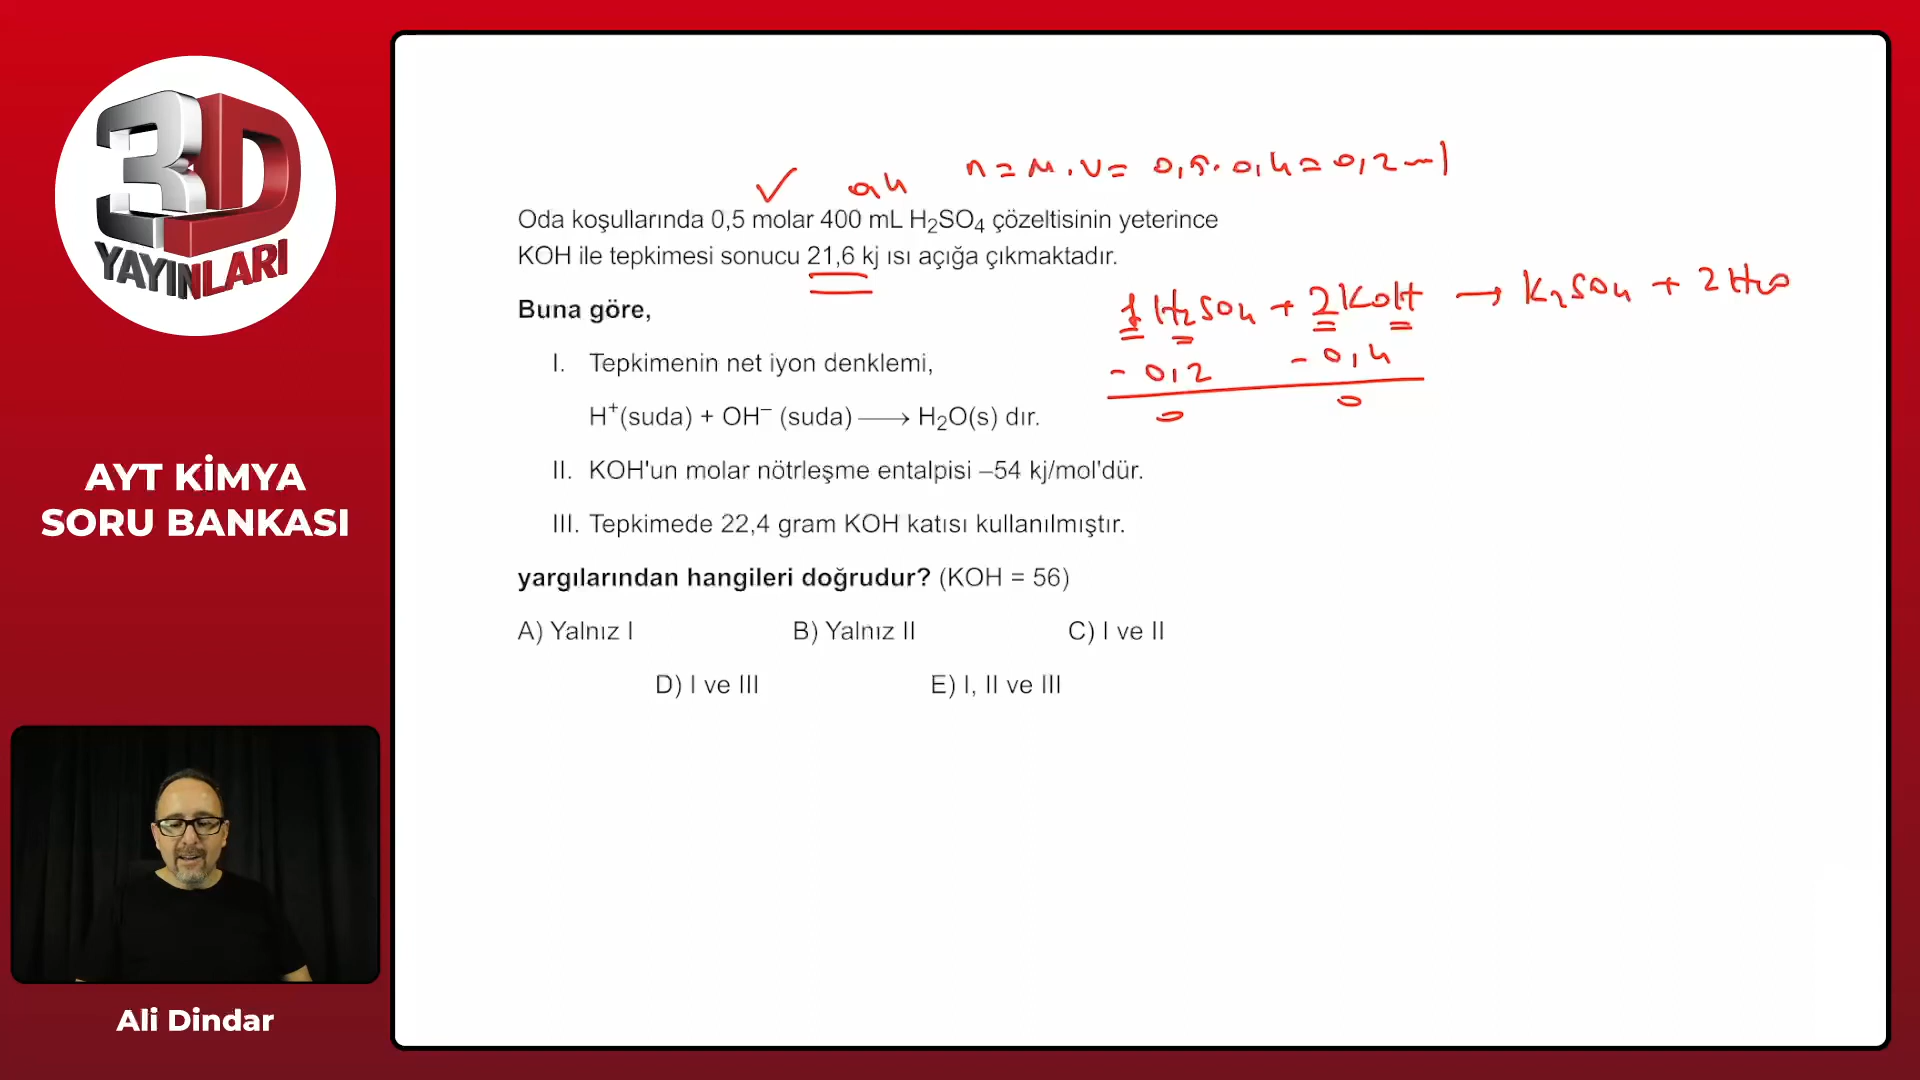 3D
YAYINLARI
AYT KİMYA
SORU BANKASI
Ali Dindar
n = M . V = 0,5 . 0,4 = 0,2 mol
✓ 0,4
Oda koşullarında 0,5 molar 400 mL H₂SO₄ çözeltisinin yeterince
KOH ile tepkimesi sonucu 21,6 kj ısı açığa çıkmaktadır.
1 H₂SO₄ + 2KOH → K₂SO₄ + 2H₂O
- 0,2 - 0,4
0 0
Buna göre,
I. Tepkimenin net iyon denklemi,
H⁺(suda) + OH⁻ (suda) ⟶ H₂O(s) dır.
II. KOH'un molar nötrleşme entalpisi –54 kj/mol'dür.
III. Tepkimede 22,4 gram KOH katısı kullanılmıştır.
yargılarından hangileri doğrudur? (KOH = 56)
A) Yalnız I B) Yalnız II C) I ve II
D) I ve III E) I, II ve III